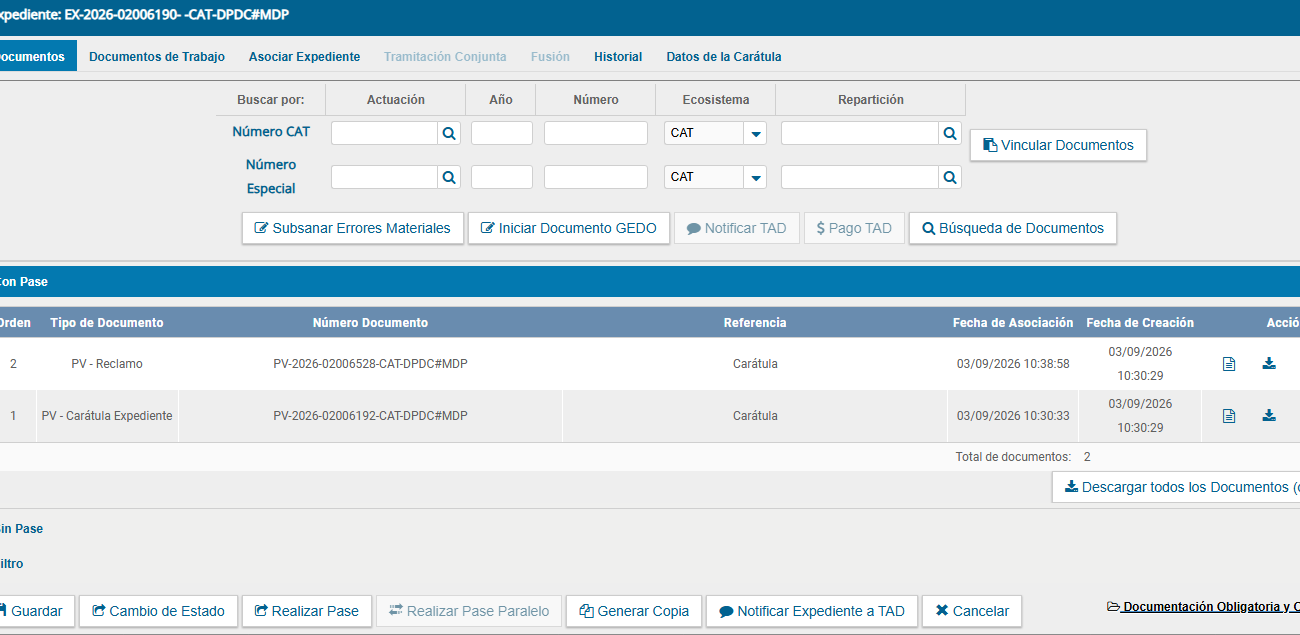 xpediente: EX-2026-02006190- -CAT-DPDC#MDP
ocumentos Documentos de Trabajo Asociar Expediente Tramitación Conjunta Fusión Historial Datos de la Carátula
Buscar por: Actuación Año Número Ecosistema Repartición
Número CAT CAT
Vincular Documentos
Número
Especial CAT
Subsanar Errores Materiales Iniciar Documento GEDO Notificar TAD $ Pago TAD Búsqueda de Documentos
Con Pase
Orden Tipo de Documento Número Documento Referencia Fecha de Asociación Fecha de Creación Acció
2 PV - Reclamo PV-2026-02006528-CAT-DPDC#MDP Carátula 03/09/2026 10:38:58 03/09/2026
10:30:29
1 PV - Carátula Expediente PV-2026-02006192-CAT-DPDC#MDP Carátula 03/09/2026 10:30:33 03/09/2026
10:30:29
Total de documentos: 2
Descargar todos los Documentos (c
in Pase
iltro
Guardar Cambio de Estado Realizar Pase Realizar Pase Paralelo Generar Copia Notificar Expediente a TAD Cancelar Documentación Obligatoria y O